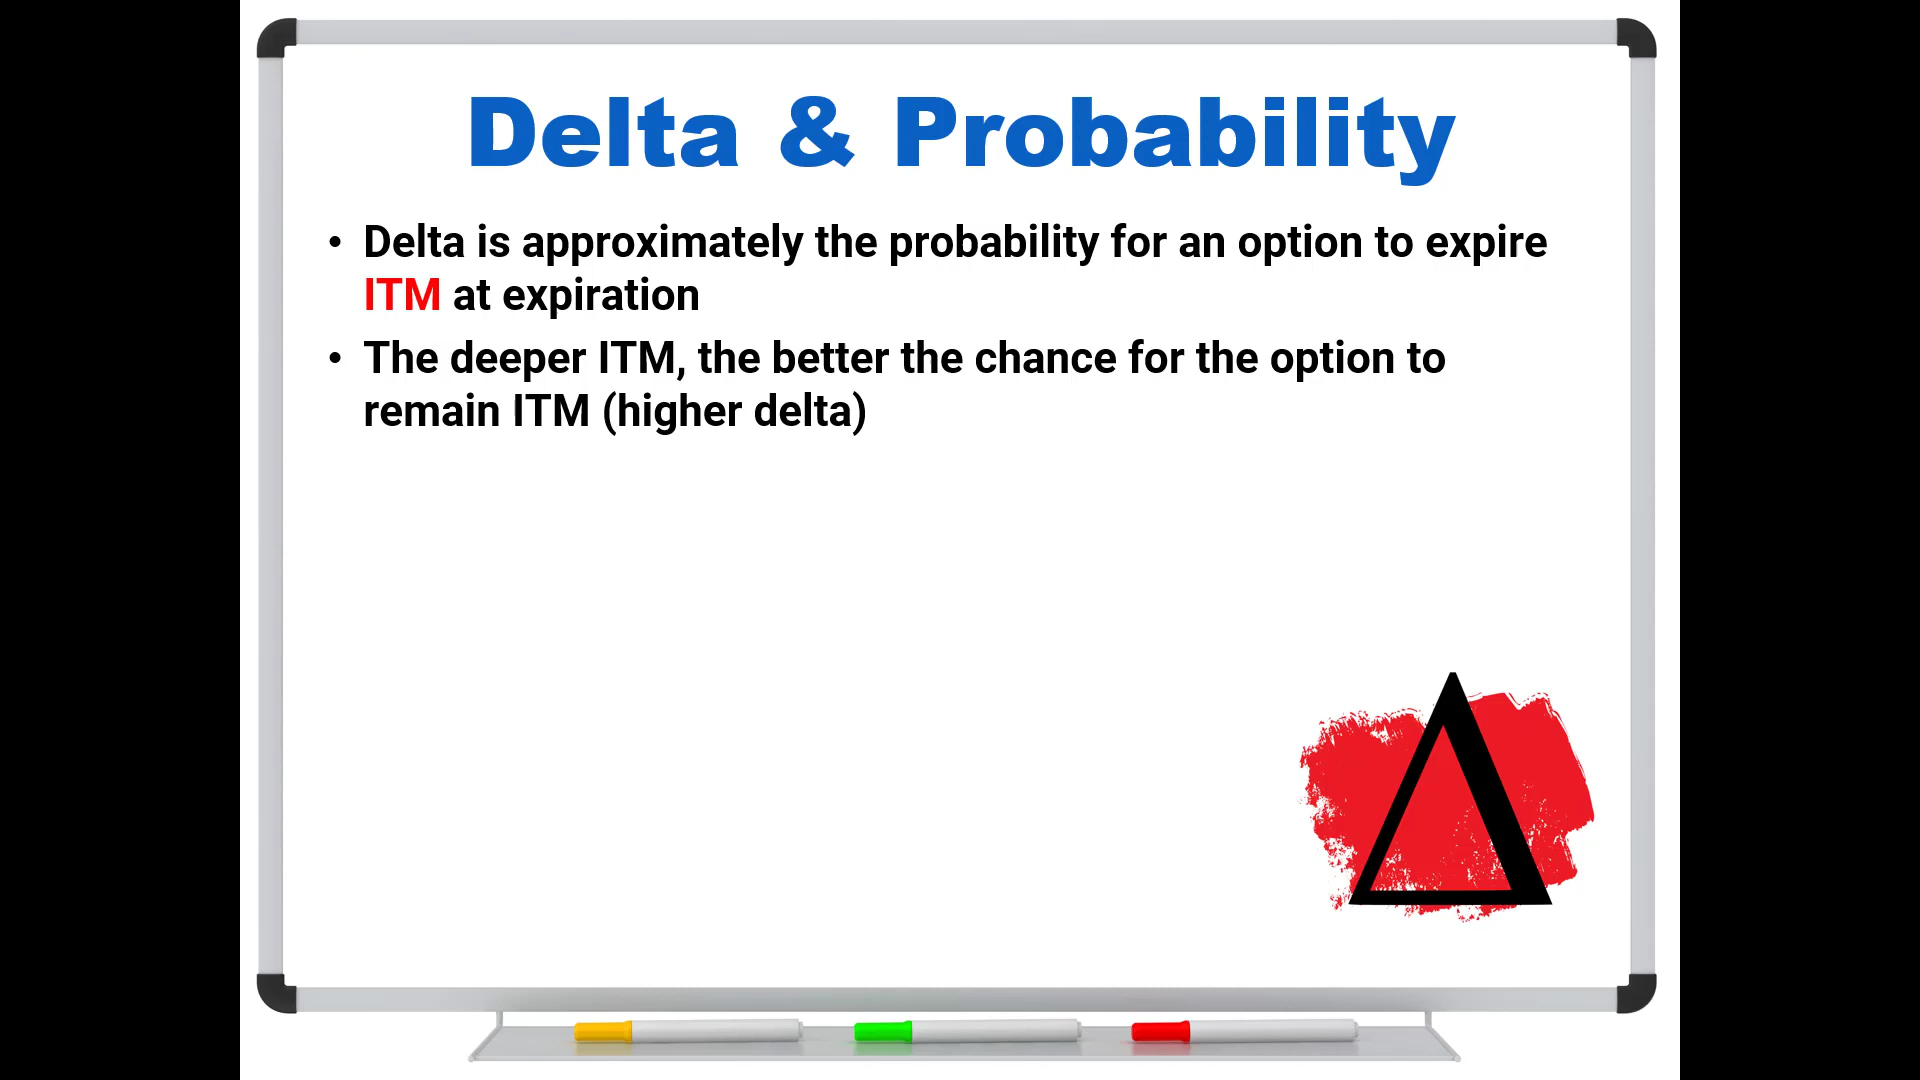 Delta & Probability
• Delta is approximately the probability for an option to expire
ITM at expiration
• The deeper ITM, the better the chance for the option to
remain ITM (higher delta)
Δ